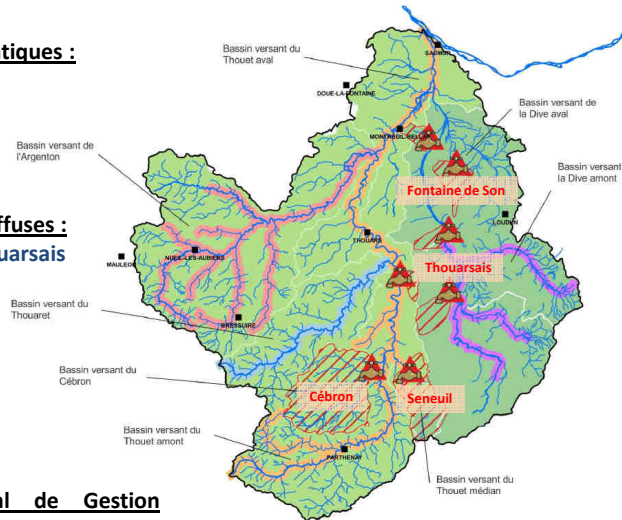 atiques :
Bassin versant du
Thouet aval
SAUMUR
DOUE-LA-FONTAINE
Bassin versant de
la Dive aval
MONTREUIL-BELLAY
Bassin versant de
l'Argenton
Bassin versant
la Dive amont
Fontaine de Son
ffuses :
uarsais
LOUDUN
THOUARS
MAULEON
NUEIL-LES-AUBIERS
Thouarsais
Bassin versant du
Thouaret
BRESSUIRE
Bassin versant du
Cébron
Cébron
Seneuil
Bassin versant du
Thouet amont
PARTHENAY
Bassin versant du
Thouet médian
al de Gestion